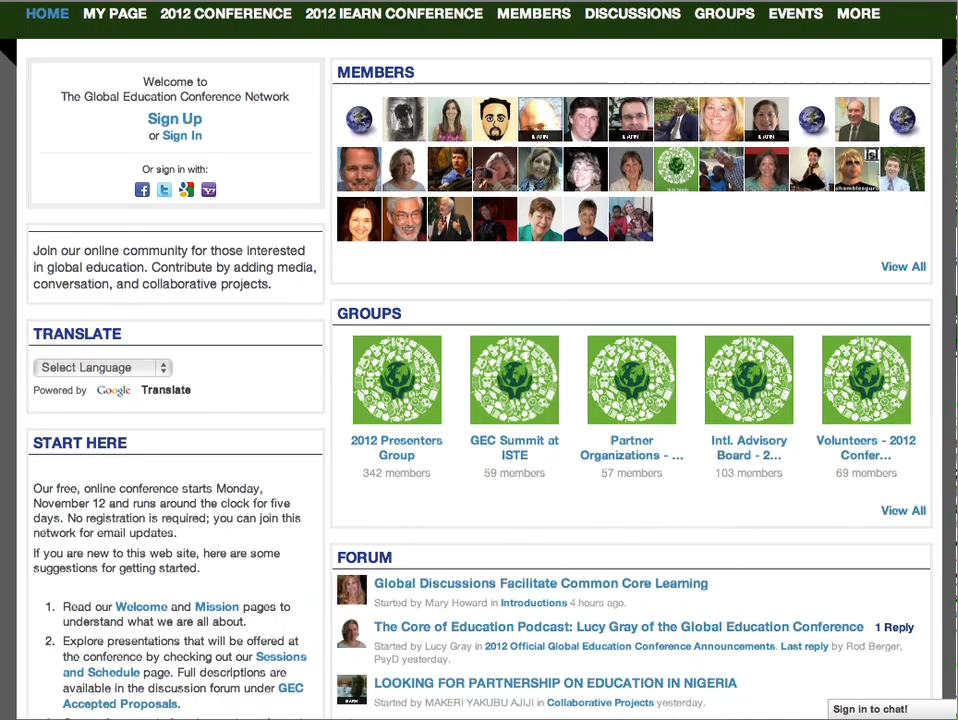 HOME MY PAGE 2012 CONFERENCE 2012 IEARN CONFERENCE MEMBERS DISCUSSIONS GROUPS EVENTS MORE
Welcome to
The Global Education Conference Network
Sign Up
or Sign In
Or sign in with:
Join our online community for those interested
in global education. Contribute by adding media,
conversation, and collaborative projects.
TRANSLATE
Select Language
Powered by Google Translate
START HERE
Our free, online conference starts Monday,
November 12 and runs around the clock for five
days. No registration is required; you can join this
network for email updates.
If you are new to this web site, here are some
suggestions for getting started.
1. Read our Welcome and Mission pages to
understand what we are all about.
2. Explore presentations that will be offered at
the conference by checking out our Sessions
and Schedule page. Full descriptions are
available in the discussion forum under GEC
Accepted Proposals.
MEMBERS
View All
GROUPS
2012 Presenters
Group
342 members
GEC Summit at
ISTE
59 members
Partner
Organizations - ...
57 members
Intl. Advisory
Board - 2...
103 members
Volunteers - 2012
Confer...
69 members
View All
FORUM
Global Discussions Facilitate Common Core Learning
Started by Mary Howard in Introductions 4 hours ago.
The Core of Education Podcast: Lucy Gray of the Global Education Conference 1 Reply
Started by Lucy Gray in 2012 Official Global Education Conference Announcements. Last reply by Rod Berger,
PsyD yesterday.
LOOKING FOR PARTNERSHIP ON EDUCATION IN NIGERIA
Started by MAKERI YAKUBU AJIJI in Collaborative Projects yesterday.
Sign in to chat!